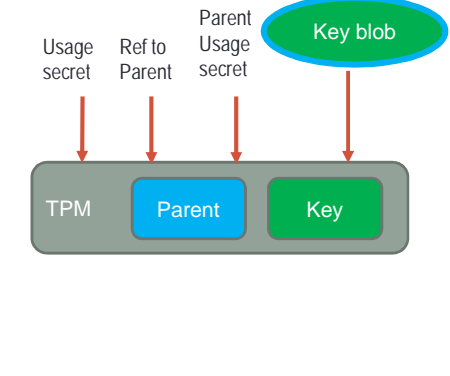 Usage
secret
Ref to
Parent
Parent
Usage
secret
Key blob
TPM
Parent
Key